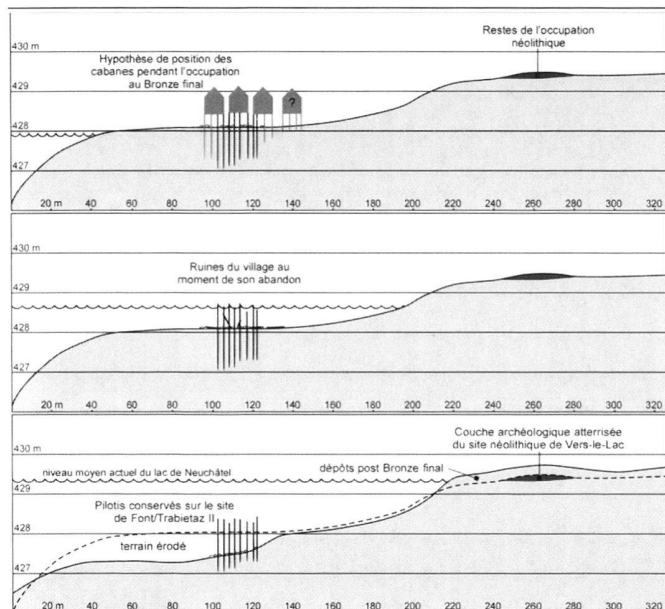 430 m
Restes de l'occupation
néolithique
Hypothèse de position des
cabanes pendant l'occupation
au Bronze final
429
?
428
427
20 m 40 60 80 100 120 140 160 180 200 220 240 260 280 300 320
430 m
Ruines du village au
moment de son abandon
429
428
427
20 m 40 60 80 100 120 140 160 180 200 220 240 260 280 300 320
Couche archéologique atterrisée
du site néolithique de Vers-le-Lac
430 m
dépôts post Bronze final
niveau moyen actuel du lac de Neuchâtel
429
Pilotis conservés sur le site
de Font/Trabietaz II
428
terrain érodé
427
20 m 40 60 80 100 120 140 160 180 200 220 240 260 280 300 320